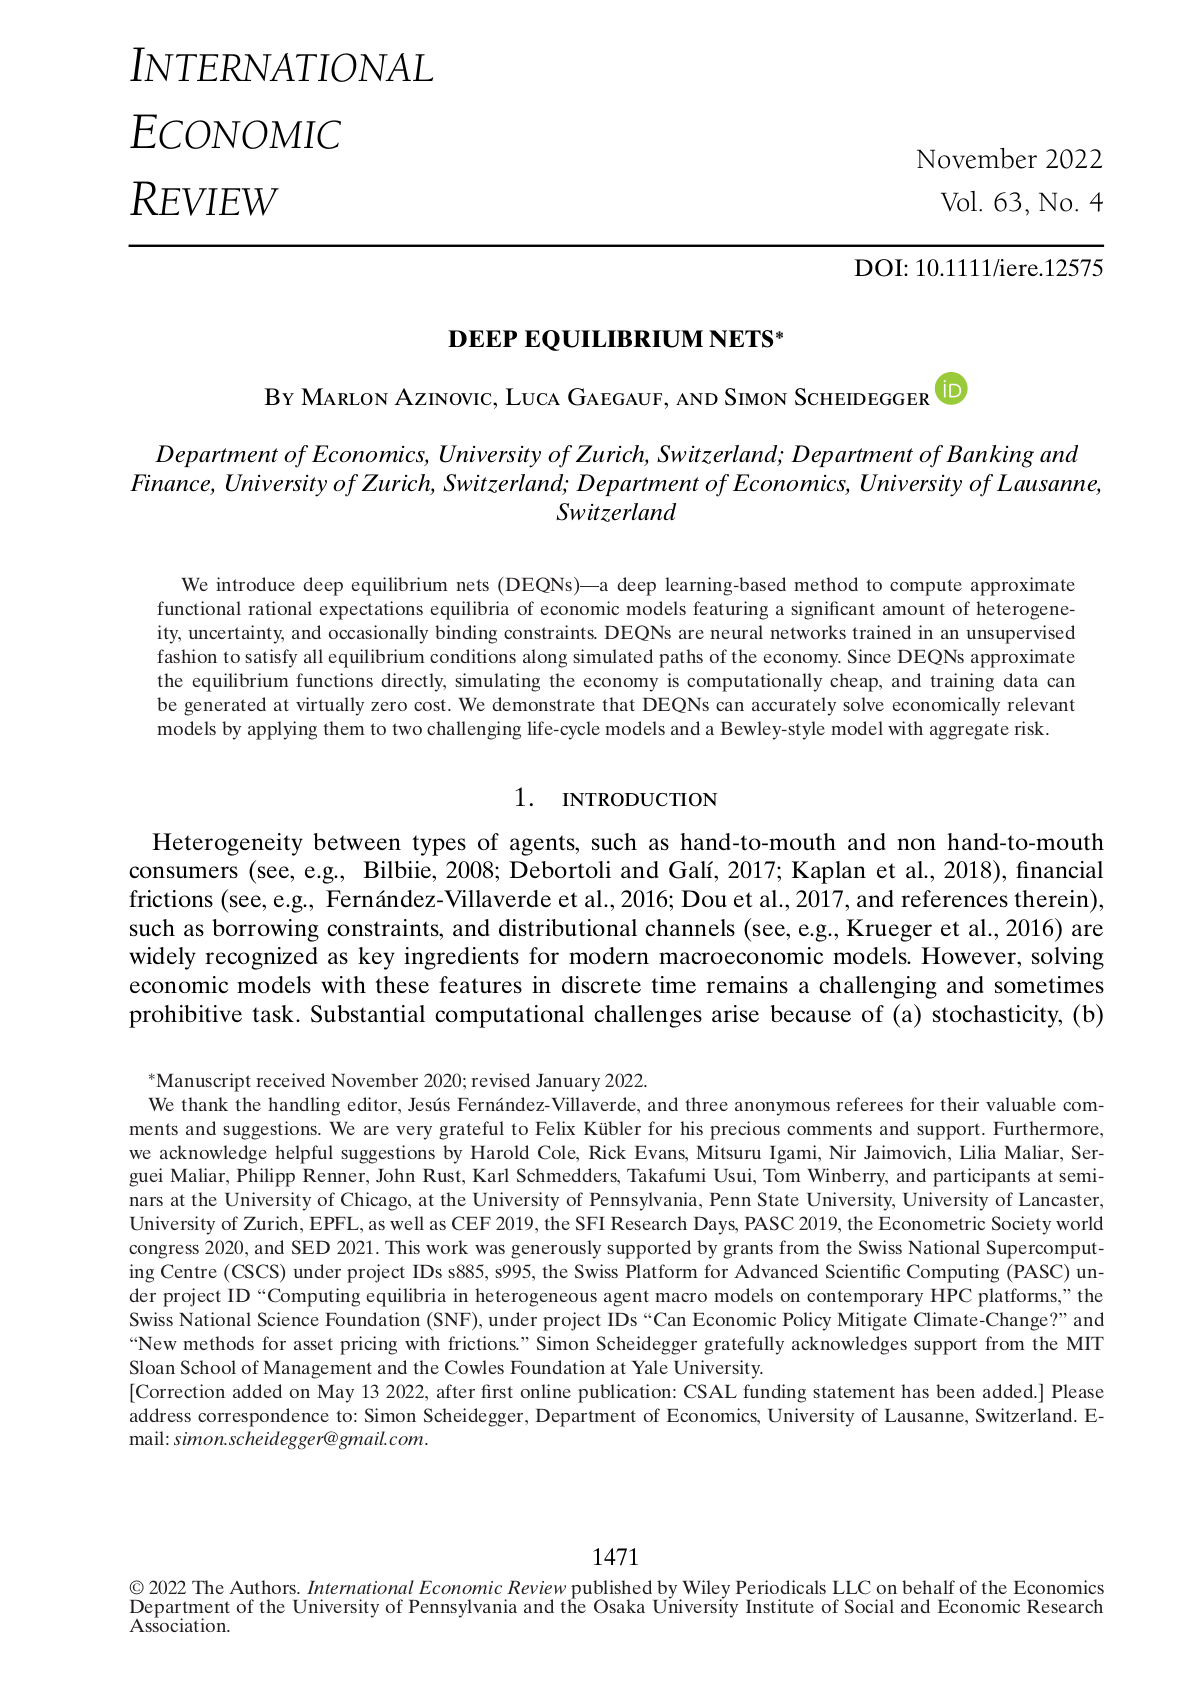 INTERNATIONAL
ECONOMIC
REVIEW
November 2022
Vol. 63, No. 4
DOI: 10.1111/iere.12575
DEEP EQUILIBRIUM NETS*
BY MARLON AZINOVIC, LUCA GAEGAUF, AND SIMON SCHEIDEGGER iD
Department of Economics, University of Zurich, Switzerland; Department of Banking and
Finance, University of Zurich, Switzerland; Department of Economics, University of Lausanne,
Switzerland
We introduce deep equilibrium nets (DEQNs)—a deep learning-based method to compute approximate
functional rational expectations equilibria of economic models featuring a significant amount of heterogene-
ity, uncertainty, and occasionally binding constraints. DEQNs are neural networks trained in an unsupervised
fashion to satisfy all equilibrium conditions along simulated paths of the economy. Since DEQNs approximate
the equilibrium functions directly, simulating the economy is computationally cheap, and training data can
be generated at virtually zero cost. We demonstrate that DEQNs can accurately solve economically relevant
models by applying them to two challenging life-cycle models and a Bewley-style model with aggregate risk.
1. INTRODUCTION
Heterogeneity between types of agents, such as hand-to-mouth and non hand-to-mouth
consumers (see, e.g., Bilbiie, 2008; Debortoli and Galí, 2017; Kaplan et al., 2018), financial
frictions (see, e.g., Fernández-Villaverde et al., 2016; Dou et al., 2017, and references therein),
such as borrowing constraints, and distributional channels (see, e.g., Krueger et al., 2016) are
widely recognized as key ingredients for modern macroeconomic models. However, solving
economic models with these features in discrete time remains a challenging and sometimes
prohibitive task. Substantial computational challenges arise because of (a) stochasticity, (b)
*Manuscript received November 2020; revised January 2022.
We thank the handling editor, Jesús Fernández-Villaverde, and three anonymous referees for their valuable com-
ments and suggestions. We are very grateful to Felix Kübler for his precious comments and support. Furthermore,
we acknowledge helpful suggestions by Harold Cole, Rick Evans, Mitsuru Igami, Nir Jaimovich, Lilia Maliar, Ser-
guei Maliar, Philipp Renner, John Rust, Karl Schmedders, Takafumi Usui, Tom Winberry, and participants at semi-
nars at the University of Chicago, at the University of Pennsylvania, Penn State University, University of Lancaster,
University of Zurich, EPFL, as well as CEF 2019, the SFI Research Days, PASC 2019, the Econometric Society world
congress 2020, and SED 2021. This work was generously supported by grants from the Swiss National Supercomput-
ing Centre (CSCS) under project IDs s885, s995, the Swiss Platform for Advanced Scientific Computing (PASC) un-
der project ID “Computing equilibria in heterogeneous agent macro models on contemporary HPC platforms,” the
Swiss National Science Foundation (SNF), under project IDs “Can Economic Policy Mitigate Climate-Change?” and
“New methods for asset pricing with frictions.” Simon Scheidegger gratefully acknowledges support from the MIT
Sloan School of Management and the Cowles Foundation at Yale University.
[Correction added on May 13 2022, after first online publication: CSAL funding statement has been added.] Please
address correspondence to: Simon Scheidegger, Department of Economics, University of Lausanne, Switzerland. E-
mail: simon.scheidegger@gmail.com.
1471
© 2022 The Authors. International Economic Review published by Wiley Periodicals LLC on behalf of the Economics
Department of the University of Pennsylvania and the Osaka University Institute of Social and Economic Research
Association.